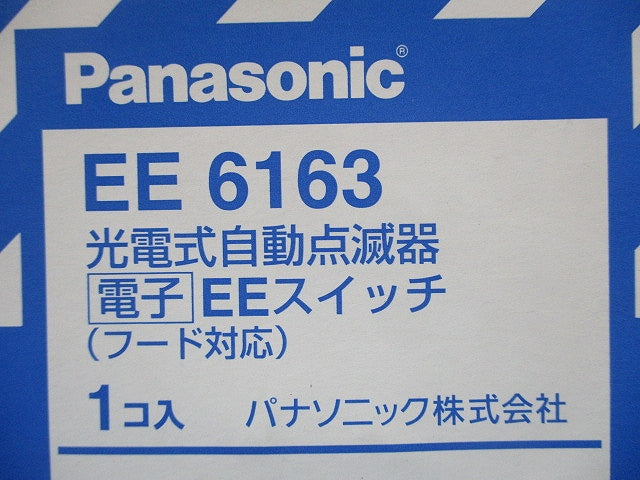 Panasonic®
EE 6163
光電式自動点滅器
電子 EEスイッチ
(フード対応)
1コ入 パナソニック株式会社